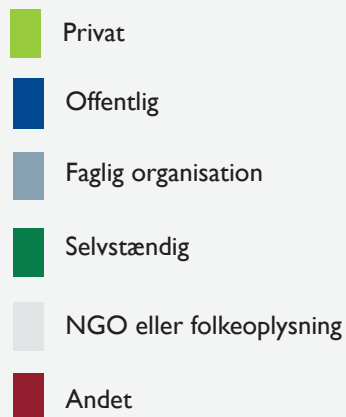 Privat
Offentlig
Faglig organisation
Selvstændig
NGO eller folkeoplysning
Andet